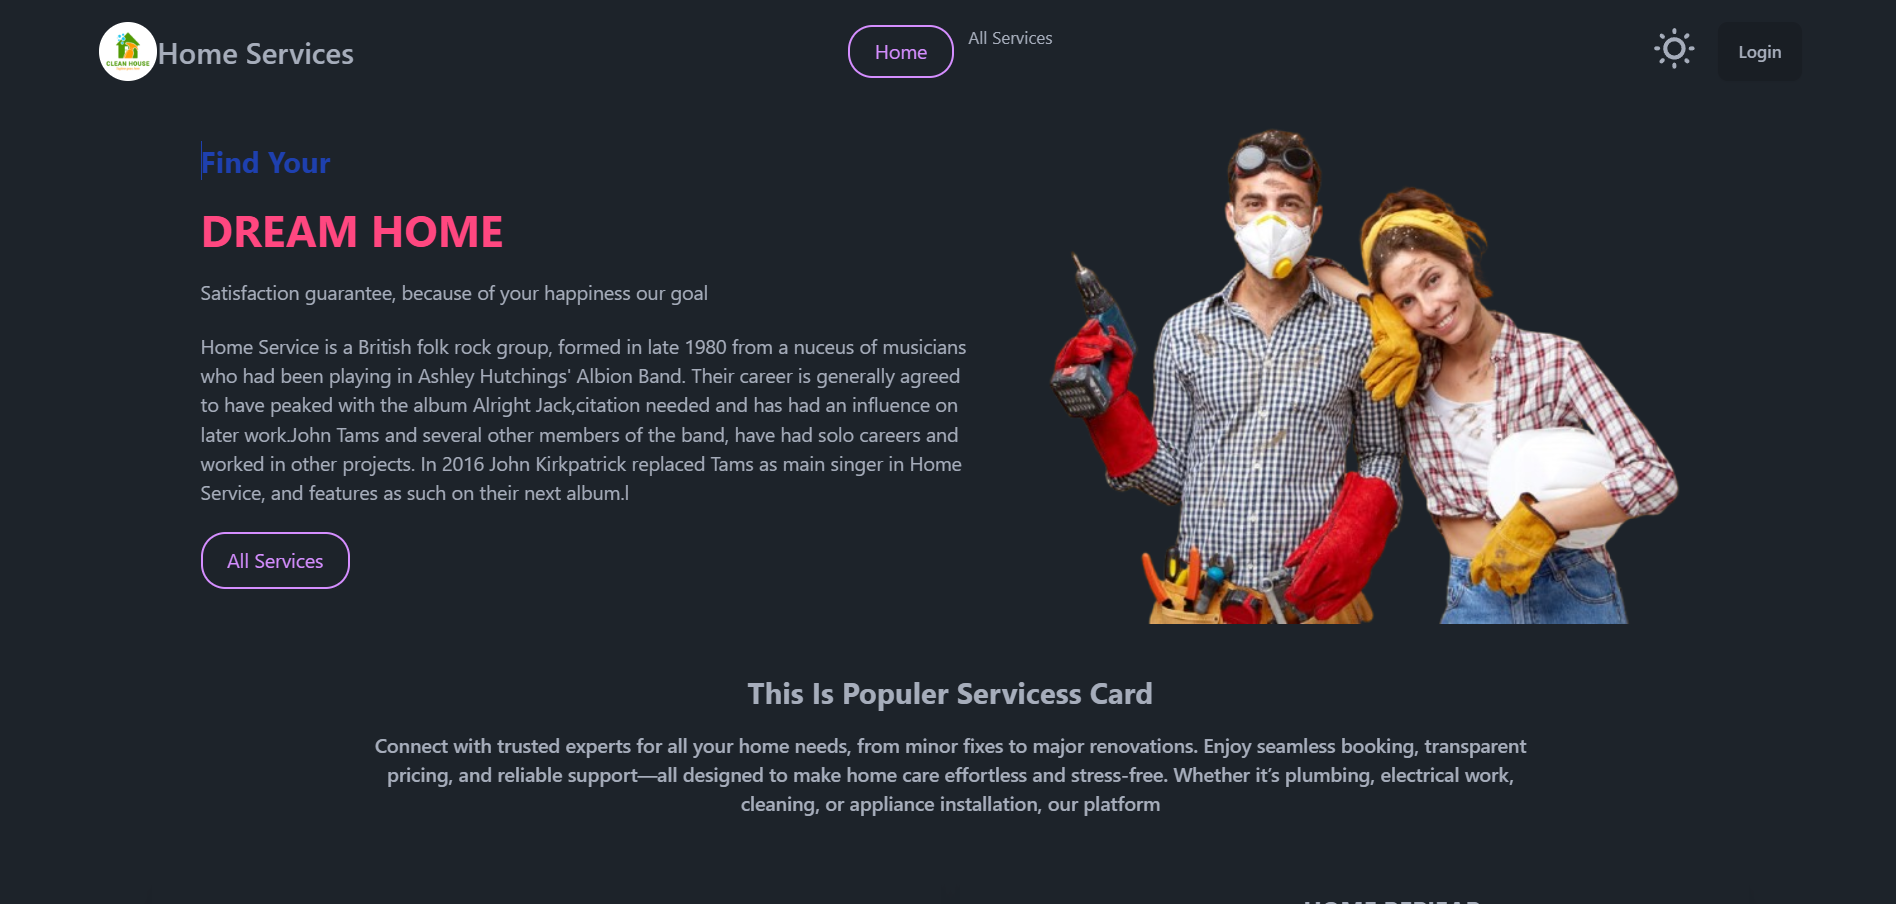 CLEAN HOUSE
Home Services
Home
All Services
Login
Find Your
DREAM HOME
Satisfaction guarantee, because of your happiness our goal
Home Service is a British folk rock group, formed in late 1980 from a nuceus of musicians
who had been playing in Ashley Hutchings' Albion Band. Their career is generally agreed
to have peaked with the album Alright Jack,citation needed and has had an influence on
later work.John Tams and several other members of the band, have had solo careers and
worked in other projects. In 2016 John Kirkpatrick replaced Tams as main singer in Home
Service, and features as such on their next album.l
All Services
This Is Populer Servicess Card
Connect with trusted experts for all your home needs, from minor fixes to major renovations. Enjoy seamless booking, transparent
pricing, and reliable support—all designed to make home care effortless and stress-free. Whether it’s plumbing, electrical work,
cleaning, or appliance installation, our platform